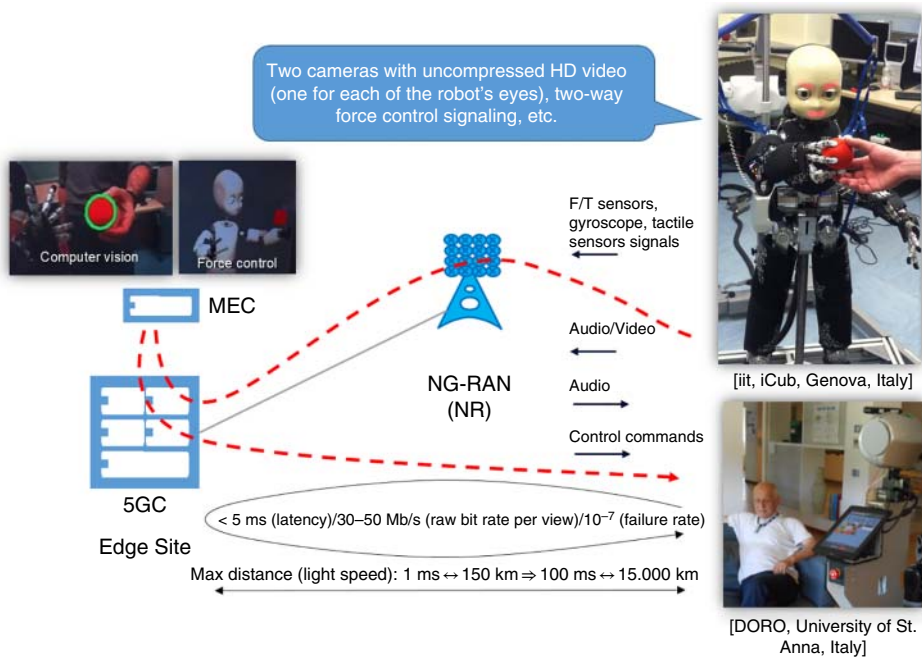 Two cameras with uncompressed HD video
(one for each of the robot's eyes), two-way
force control signaling, etc.
Computer vision
Force control
F/T sensors,
gyroscope, tactile
sensors signals
MEC
Audio/Video
[iit, iCub, Genova, Italy]
NG-RAN
(NR)
Audio
Control commands
5GC
Edge Site
< 5 ms (latency)/30–50 Mb/s (raw bit rate per view)/10⁻⁷ (failure rate)
Max distance (light speed): 1 ms ↔ 150 km ⇒ 100 ms ↔ 15.000 km
[DORO, University of St.
Anna, Italy]